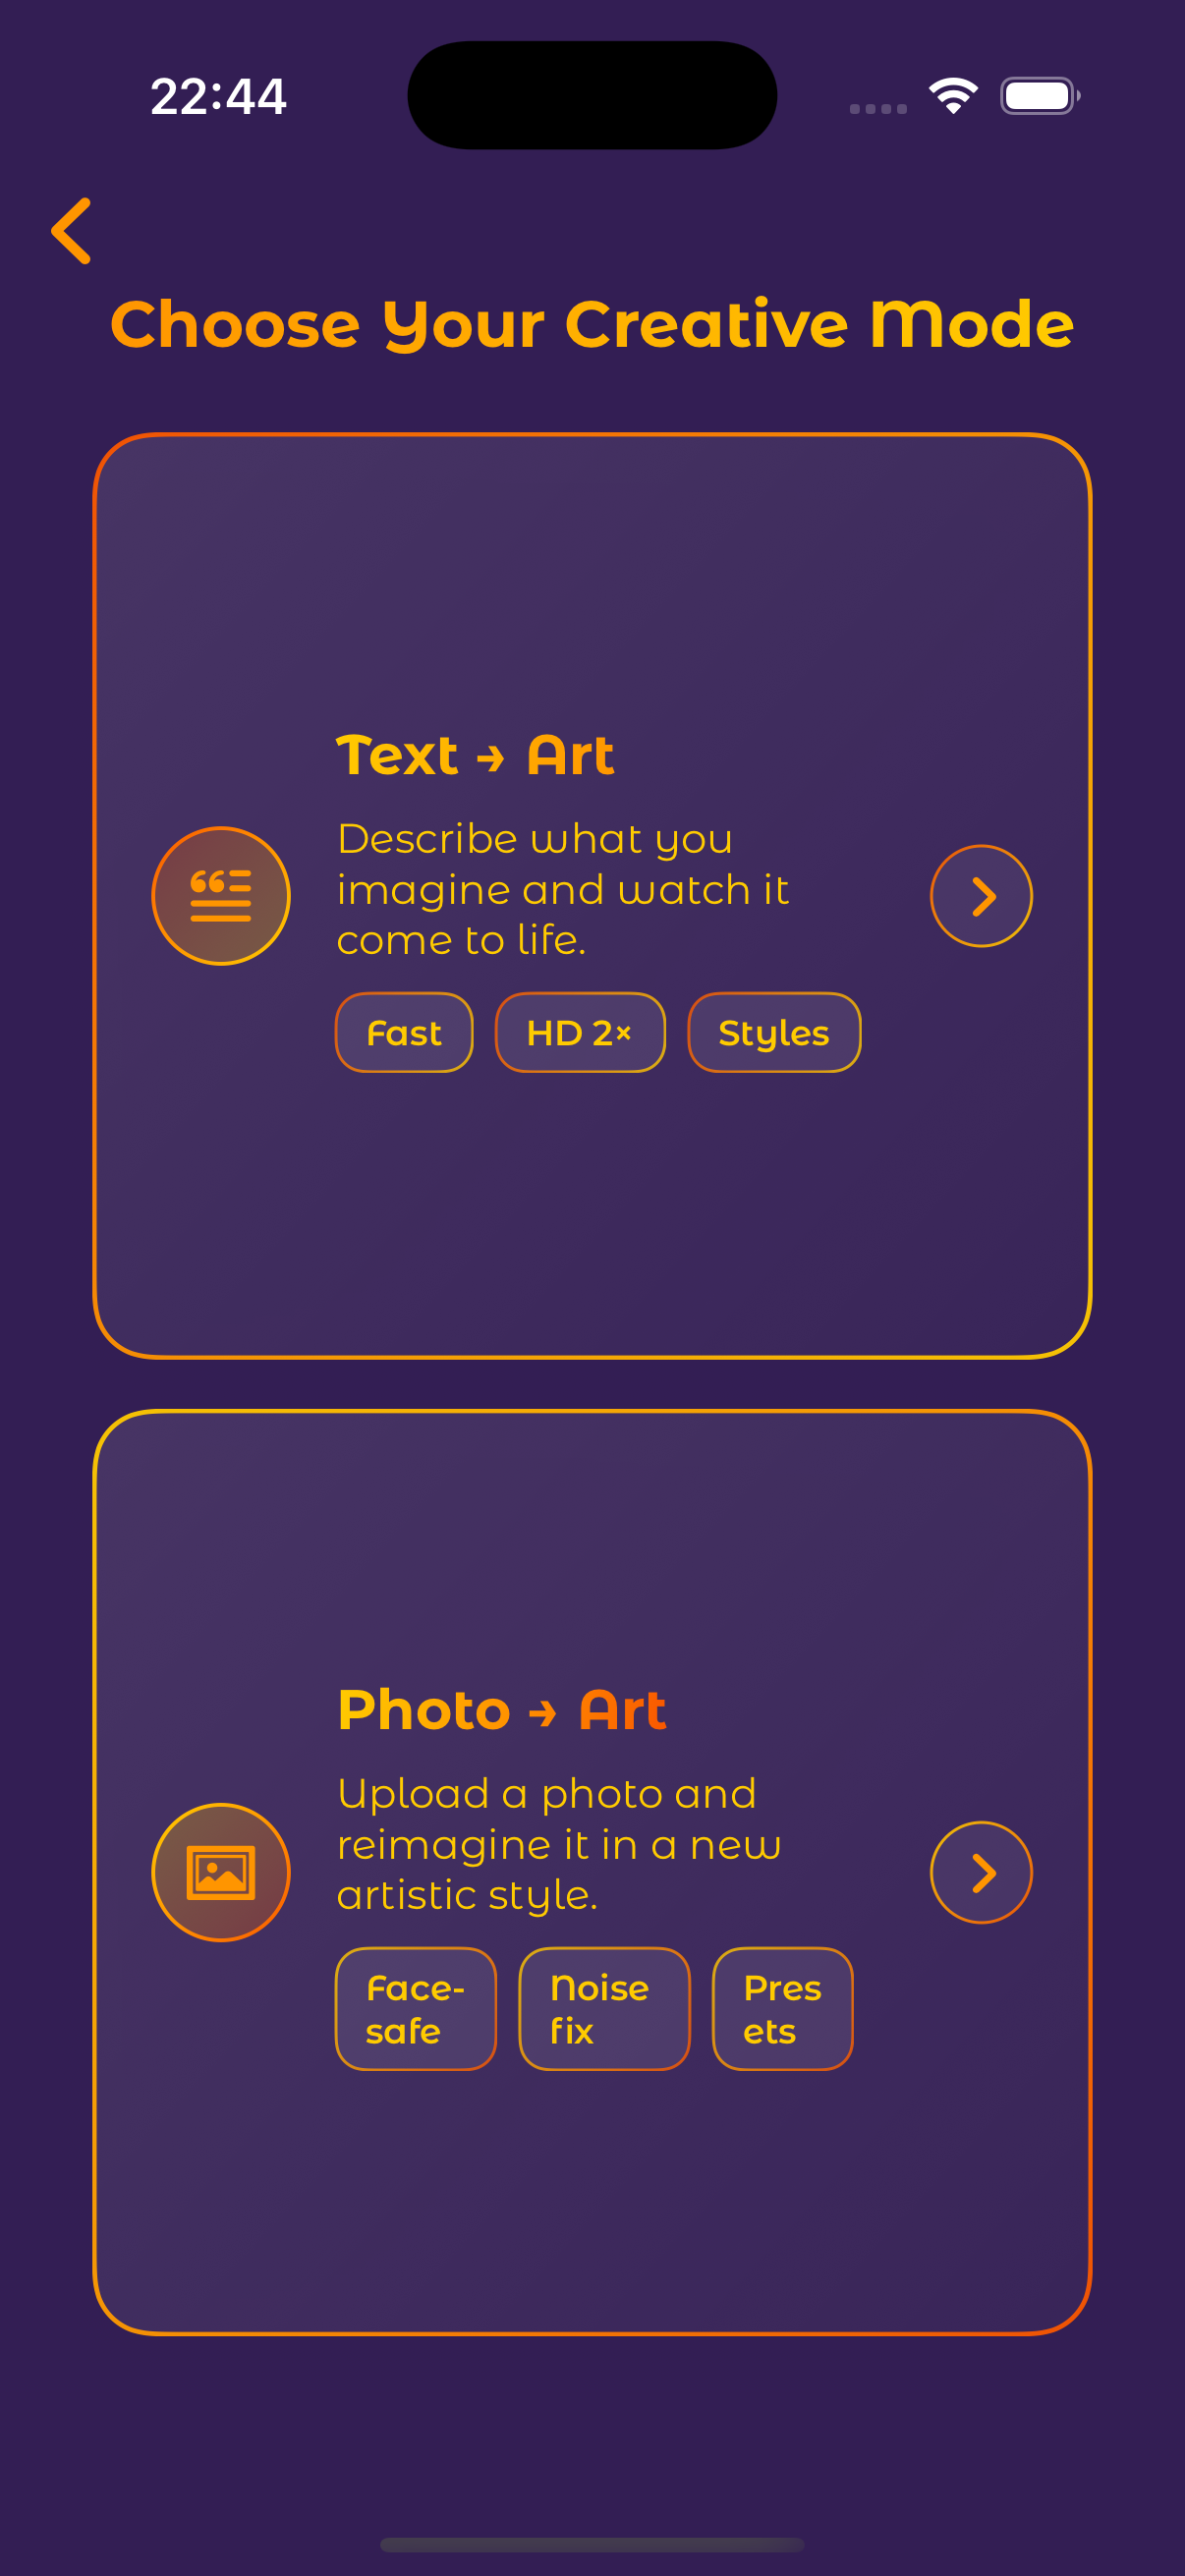 22:44
Choose Your Creative Mode
Text → Art
Describe what you
imagine and watch it
come to life.
Fast HD 2× Styles
Photo → Art
Upload a photo and
reimagine it in a new
artistic style.
Face- Noise Pres
safe fix ets